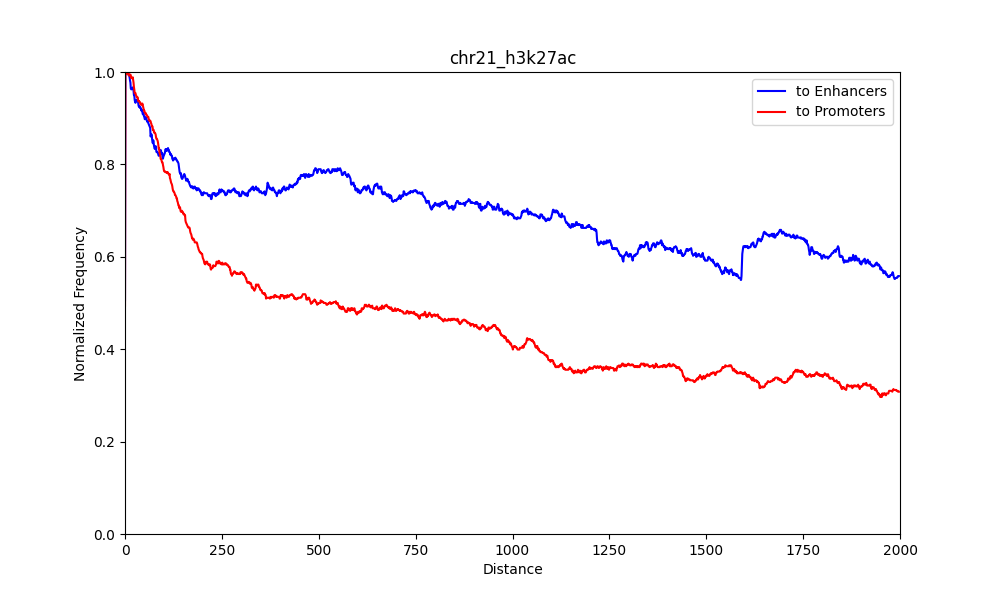 chr21_h3k27ac
to Enhancers
to Promoters
Normalized Frequency
1.0
0.8
0.6
0.4
0.2
0.0
0 250 500 750 1000 1250 1500 1750 2000
Distance